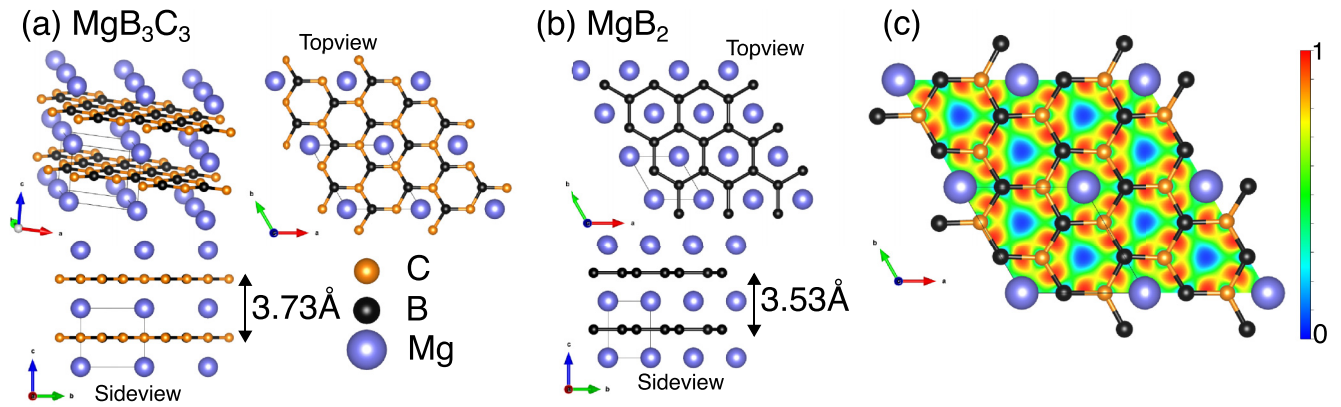 (a) MgB₃C₃
Topview
c
a
b
a
C
B
Mg
3.73Å
c
b
Sideview
(b) MgB₂
Topview
b
a
3.53Å
c
b
Sideview
(c)
1
0
b
a